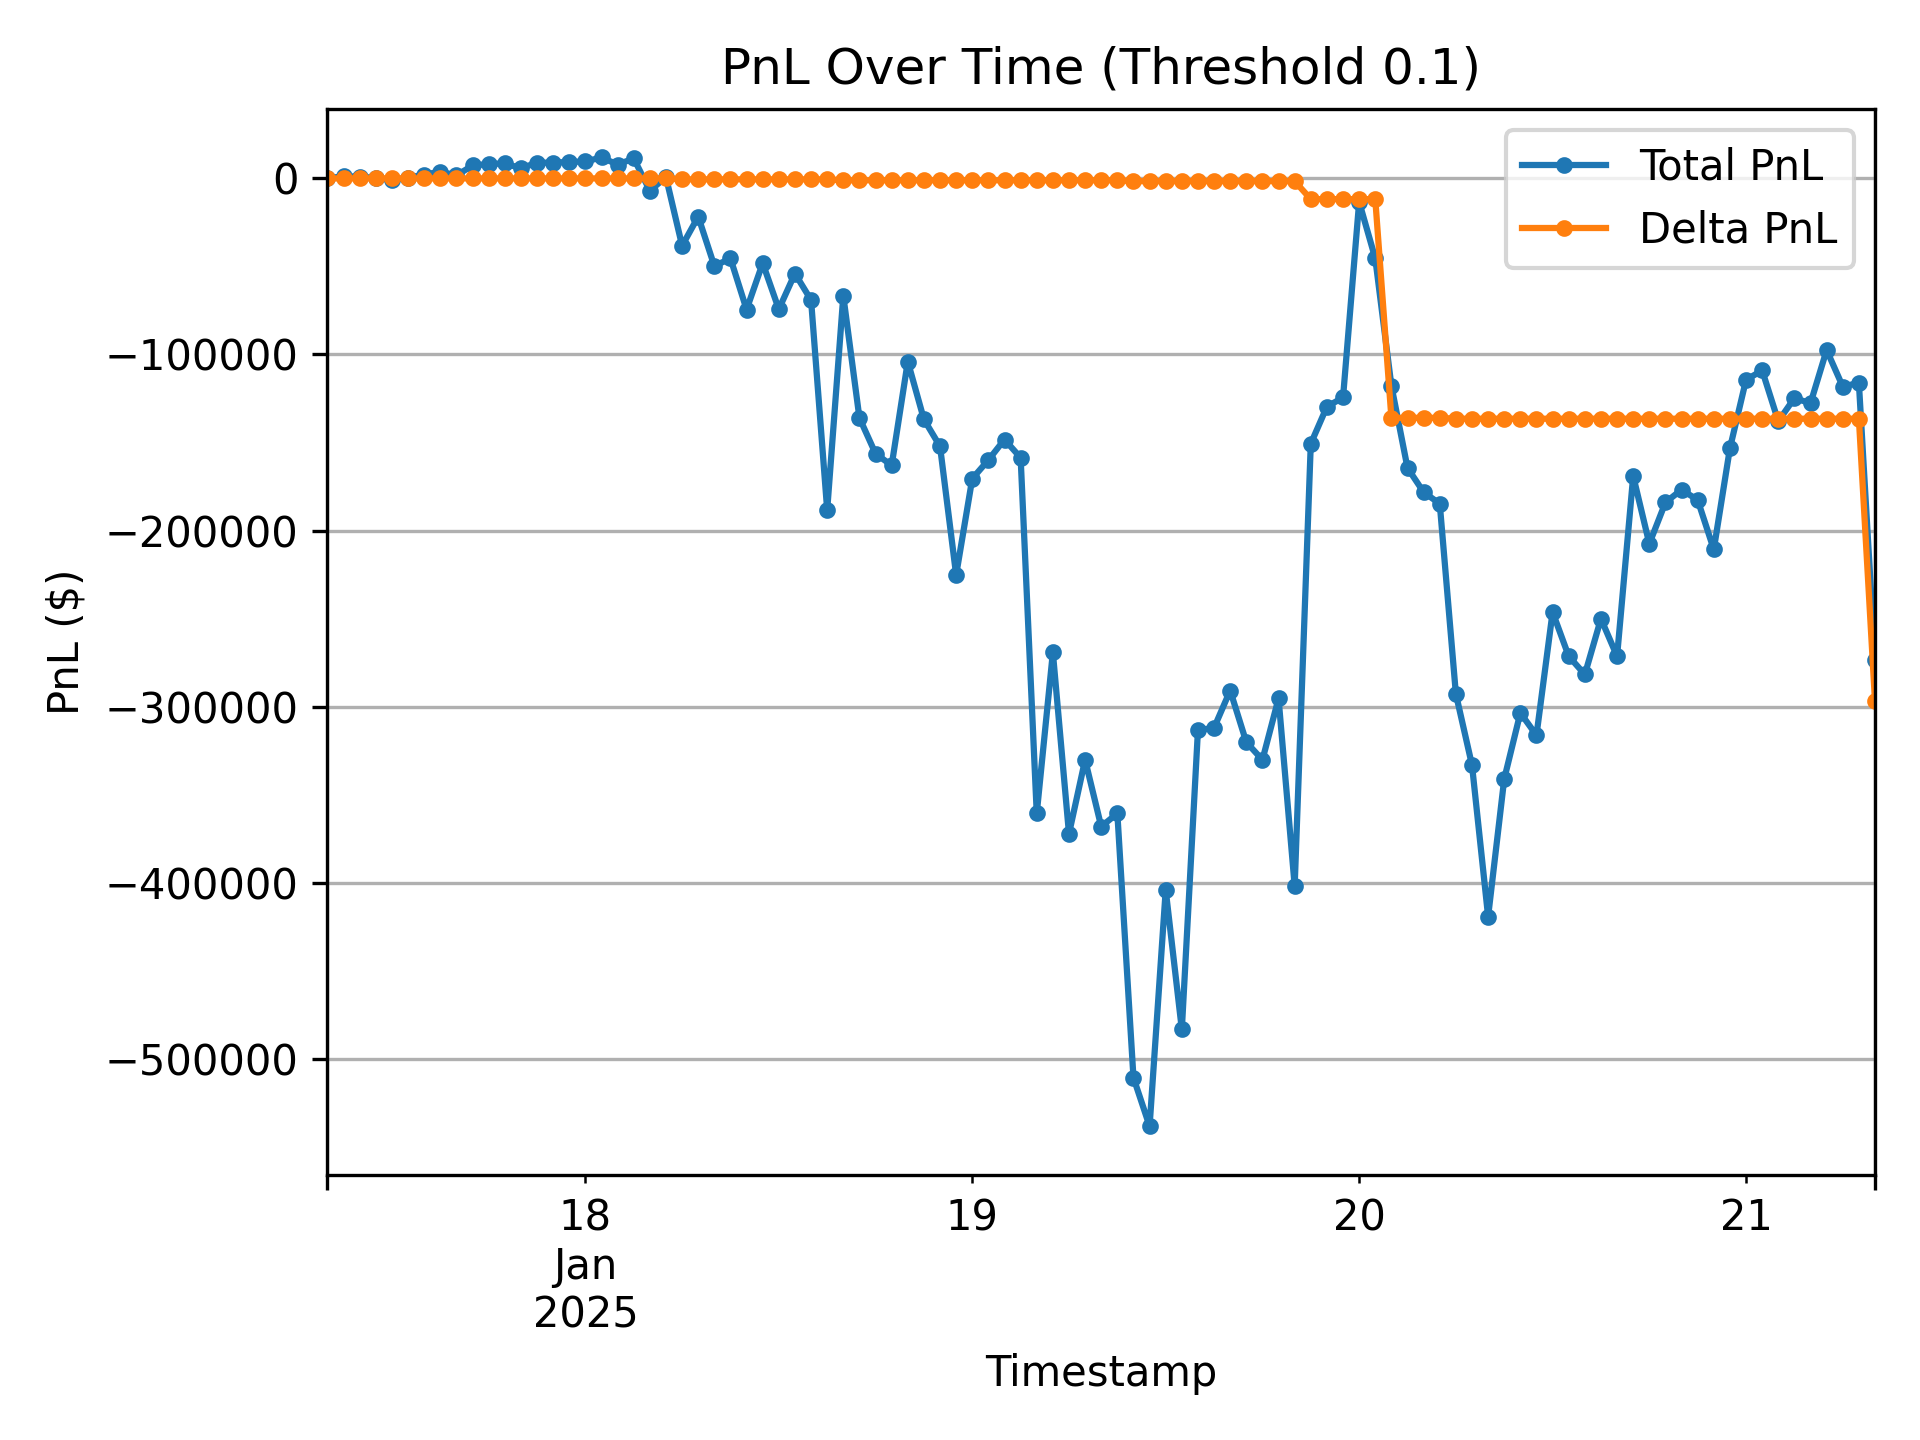 PnL Over Time (Threshold 0.1)
Total PnL
Delta PnL
0
−100000
−200000
−300000
−400000
−500000
PnL ($)
18
19
20
21
Jan
2025
Timestamp